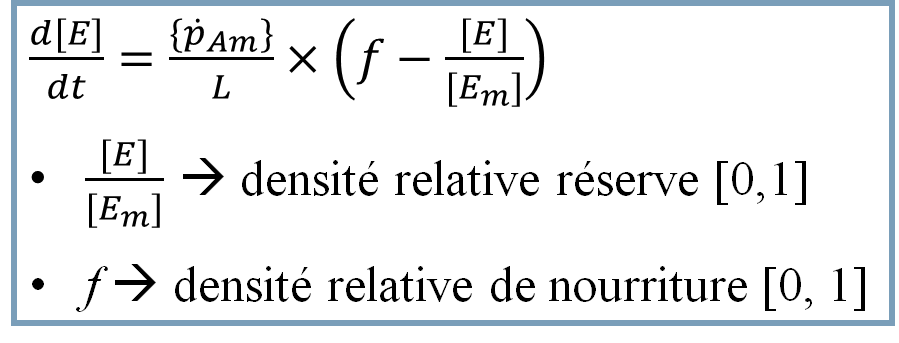 d[E]/dt = {ṗ_Am}/L × (f − [E]/[E_m])
• [E]/[E_m] → densité relative réserve [0,1]
• f → densité relative de nourriture [0, 1]